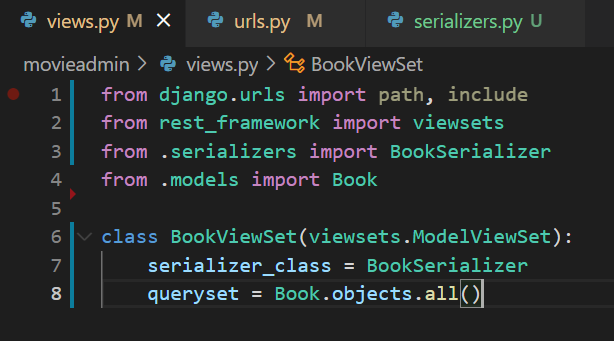 views.py M × urls.py M serializers.py U
movieadmin > views.py > BookViewSet
1 from django.urls import path, include
2 from rest_framework import viewsets
3 from .serializers import BookSerializer
4 from .models import Book
5
6 class BookViewSet(viewsets.ModelViewSet):
7     serializer_class = BookSerializer
8     queryset = Book.objects.all()